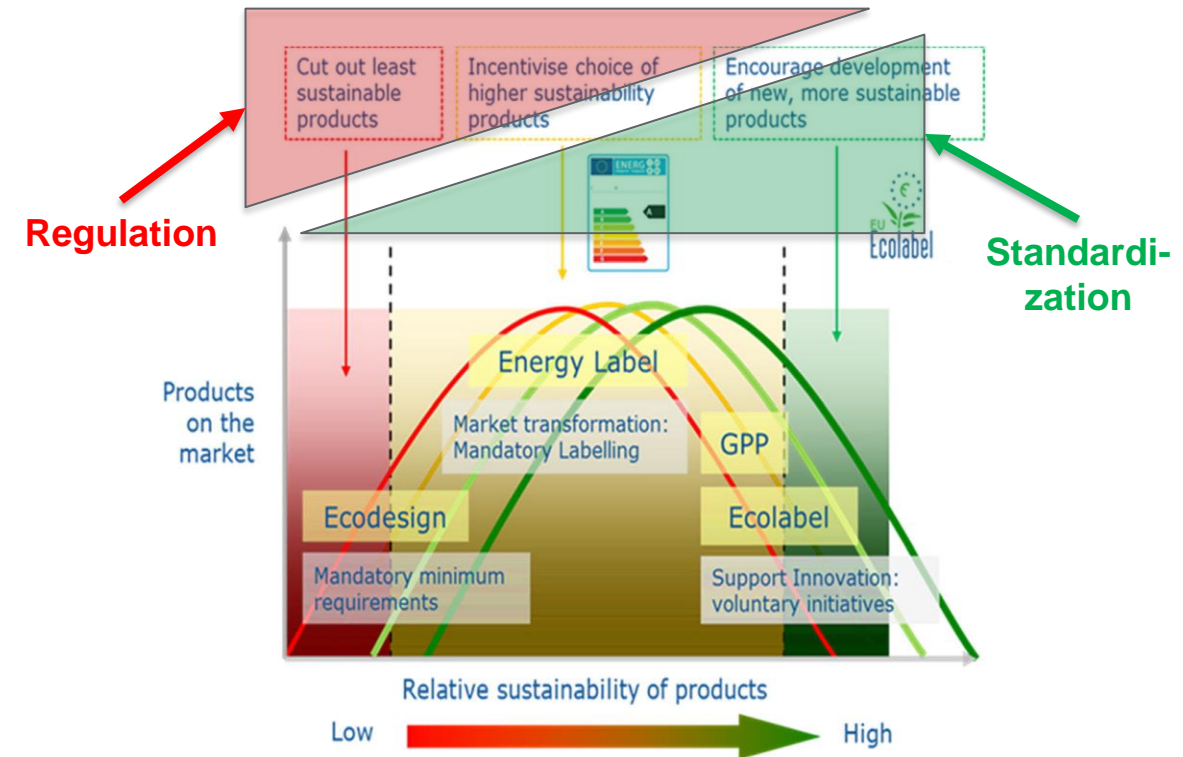 Cut out least
sustainable
products
Incentivise choice of
higher sustainability
products
Encourage development
of new, more sustainable
products
ENERG
A
EU
Ecolabel
Regulation
Standardi-
zation
Products
on the
market
Energy Label
Market transformation:
Mandatory Labelling
GPP
Ecodesign
Ecolabel
Mandatory minimum
requirements
Support Innovation:
voluntary initiatives
Relative sustainability of products
Low
High